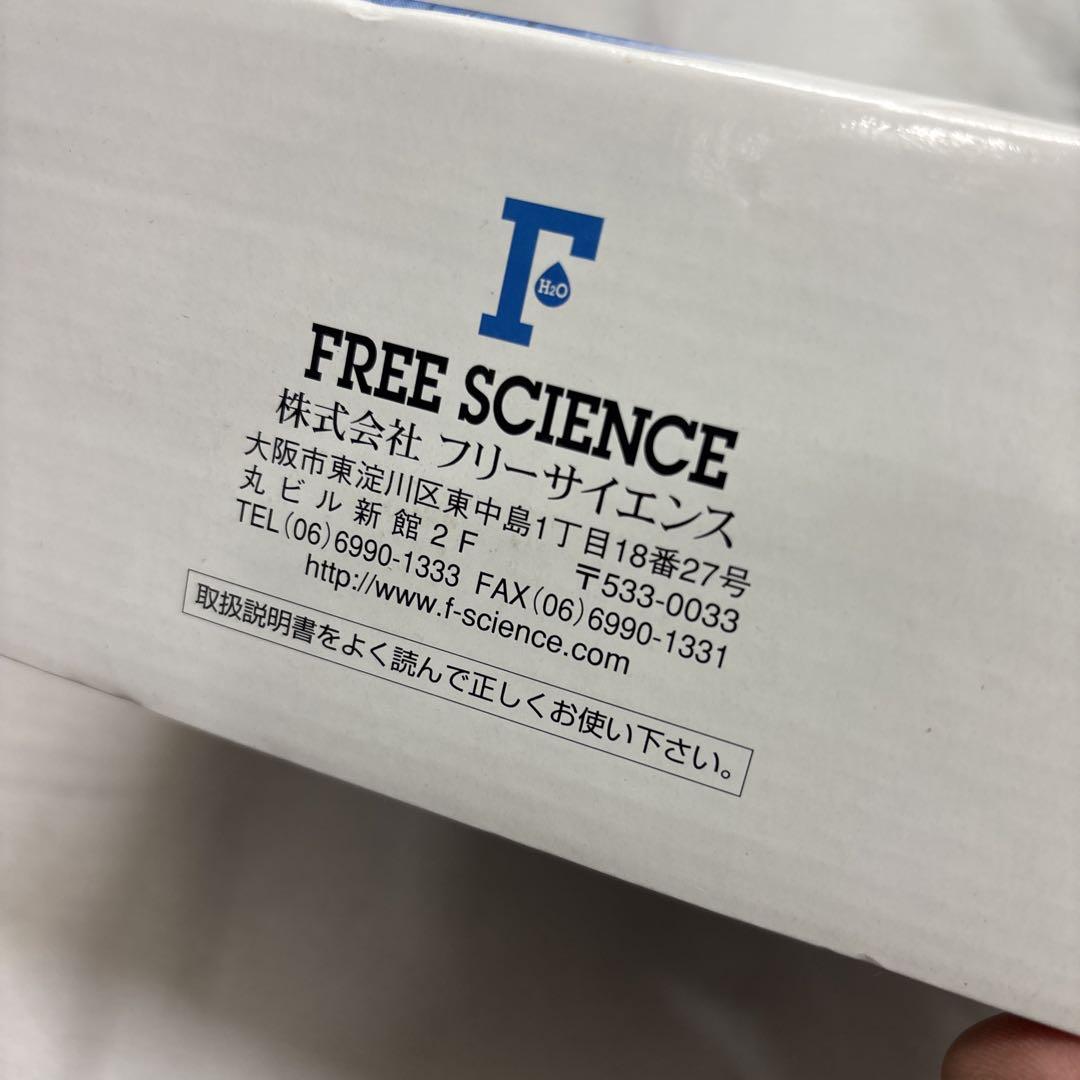 H2O
FREE SCIENCE
株式会社 フリーサイエンス
大阪市東淀川区東中島1丁目18番27号
丸ビル新館2F 〒533-0033
TEL(06)6990-1333 FAX(06)6990-1331
http://www.f-science.com
取扱説明書をよく読んで正しくお使い下さい。